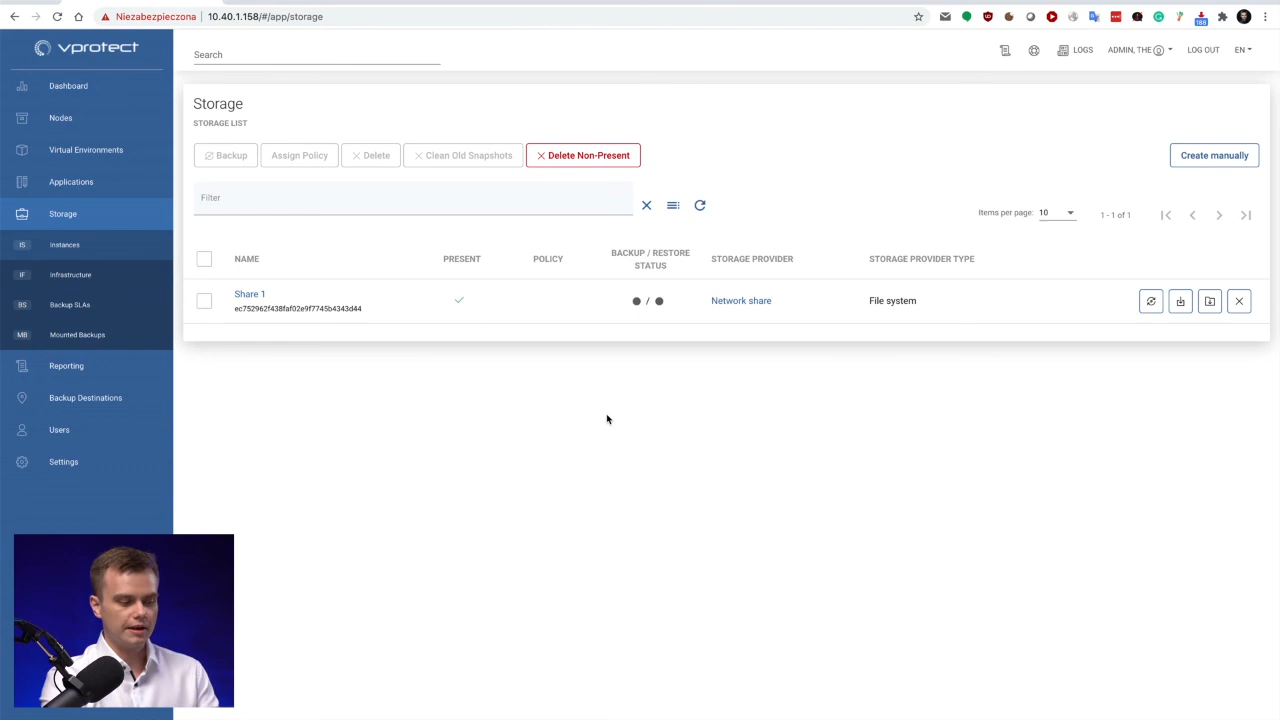 Niezabezpieczona 10.40.1.158/#/app/storage
188
vprotect
Search
LOGS
ADMIN, THE
LOG OUT
EN
Dashboard
Nodes
Virtual Environments
Applications
Storage
IS Instances
IF Infrastructure
BS Backup SLAs
MB Mounted Backups
Reporting
Backup Destinations
Users
Settings
Storage
STORAGE LIST
Backup
Assign Policy
Delete
Clean Old Snapshots
Delete Non-Present
Create manually
Filter
Items per page: 10
1 - 1 of 1
NAME
PRESENT
POLICY
BACKUP / RESTORE
STATUS
STORAGE PROVIDER
STORAGE PROVIDER TYPE
Share 1
ec752962f438faf02e9f7745b4343d44
/
Network share
File system